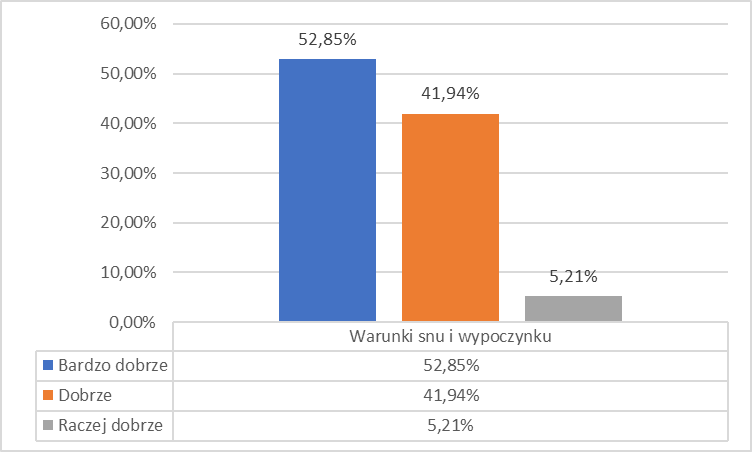 60,00%
52,85%
50,00%
41,94%
40,00%
30,00%
20,00%
10,00%
5,21%
0,00%
Warunki snu i wypoczynku
Bardzo dobrze 52,85%
Dobrze 41,94%
Raczej dobrze 5,21%